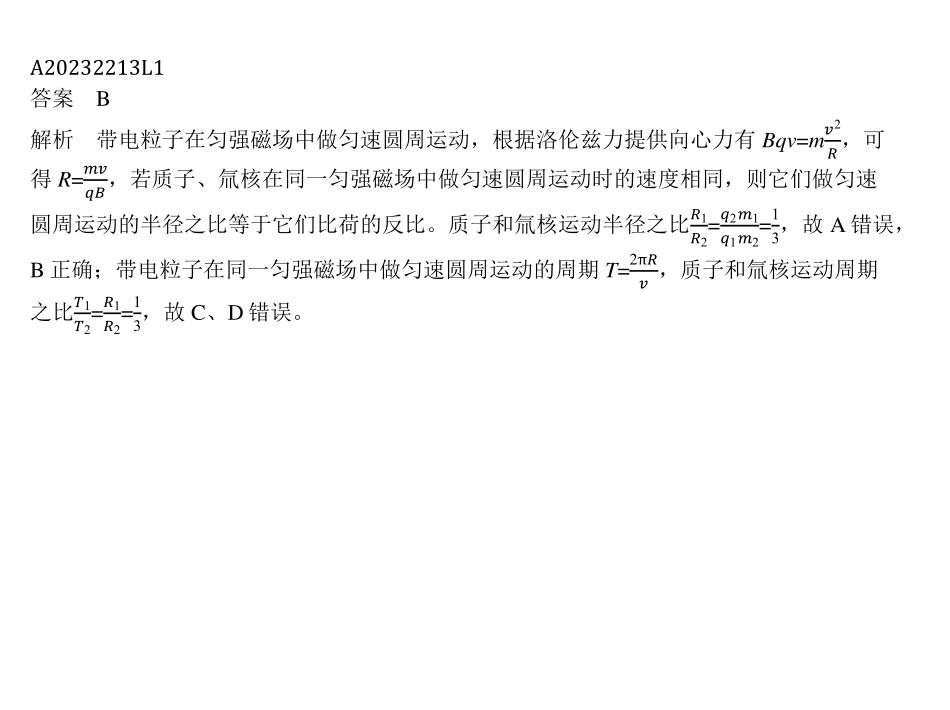 A20232213L1
答案　B
解析　带电粒子在匀强磁场中做匀速圆周运动，根据洛伦兹力提供向心力有 Bqv=m\frac{v^2}{R}，可
得 R=\frac{mv}{qB}，若质子、氚核在同一匀强磁场中做匀速圆周运动时的速度相同，则它们做匀速
圆周运动的半径之比等于它们比荷的反比。质子和氚核运动半径之比\frac{R_1}{R_2}=\frac{q_2m_1}{q_1m_2}=\frac{1}{3}，故 A 错误，
B 正确；带电粒子在同一匀强磁场中做匀速圆周运动的周期 T=\frac{2πR}{v}，质子和氚核运动周期
之比\frac{T_1}{T_2}=\frac{R_1}{R_2}=\frac{1}{3}，故 C、D 错误。